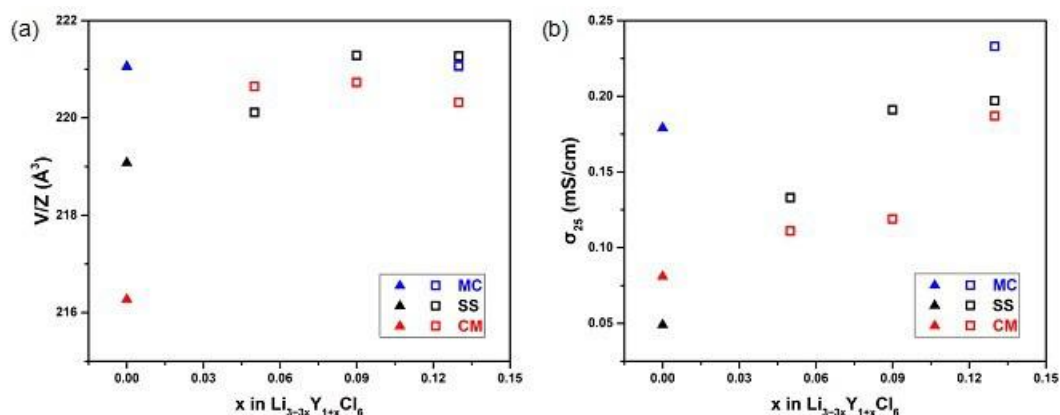 (a)
222
220
218
216
V/Z (Å³)
MC
SS
CM
0.00 0.03 0.06 0.09 0.12 0.15
x in Li₃₋₃ₓY₁₊ₓCl₆
(b)
0.25
0.20
0.15
0.10
0.05
σ₂₅ (mS/cm)
MC
SS
CM
0.00 0.03 0.06 0.09 0.12 0.15
x in Li₃₋₃ₓY₁₊ₓCl₆